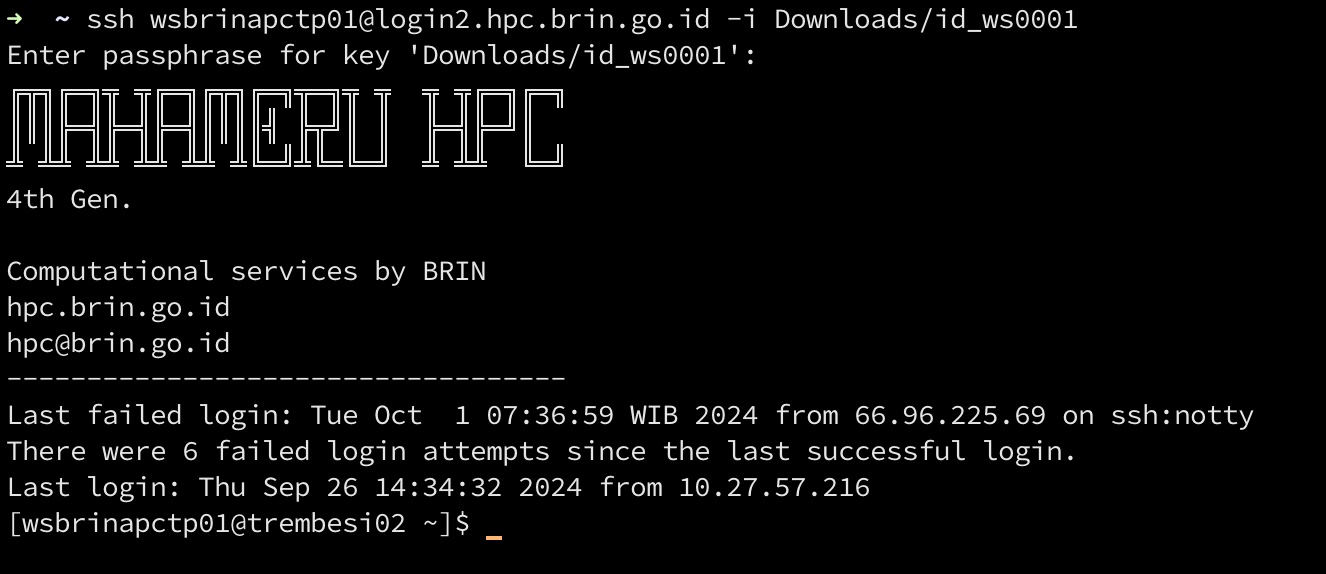 ➜  ~ ssh wsbrinapctp01@login2.hpc.brin.go.id -i Downloads/id_ws0001
Enter passphrase for key 'Downloads/id_ws0001':
MAHAMERU HPC
4th Gen.
Computational services by BRIN
hpc.brin.go.id
hpc@brin.go.id
-----------------------------------
Last failed login: Tue Oct  1 07:36:59 WIB 2024 from 66.96.225.69 on ssh:notty
There were 6 failed login attempts since the last successful login.
Last login: Thu Sep 26 14:34:32 2024 from 10.27.57.216
[wsbrinapctp01@trembesi02 ~]$